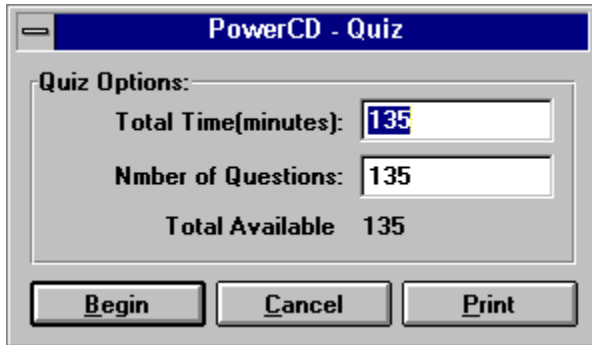 PowerCD - Quiz
Quiz Options:
Total Time(minutes): 135
Nmber of Questions: 135
Total Available 135
Begin Cancel Print